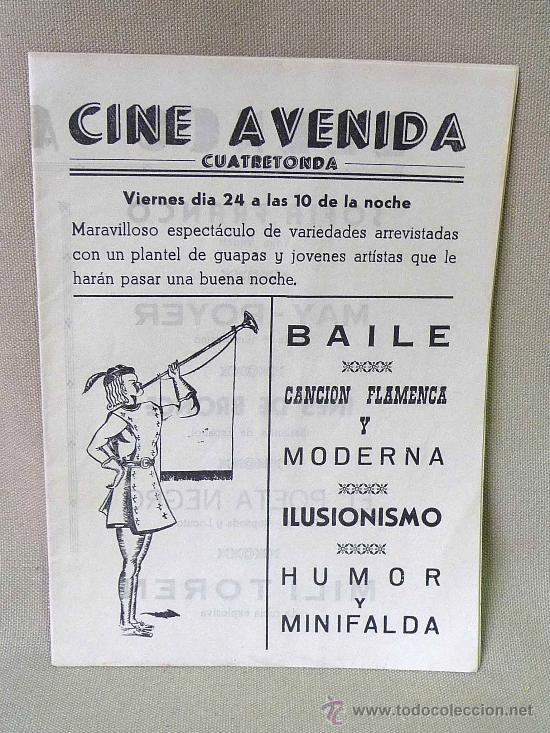 CINE AVENIDA
CUATRETONDA
Viernes dia 24 a las 10 de la noche
Maravilloso espectáculo de variedades arrevistadas
con un plantel de guapas y jovenes artístas que le
harán pasar una buena noche.
BAILE
CANCION FLAMENCA
Y
MODERNA
ILUSIONISMO
HUMOR
Y
MINIFALDA
www.todocoleccion.net